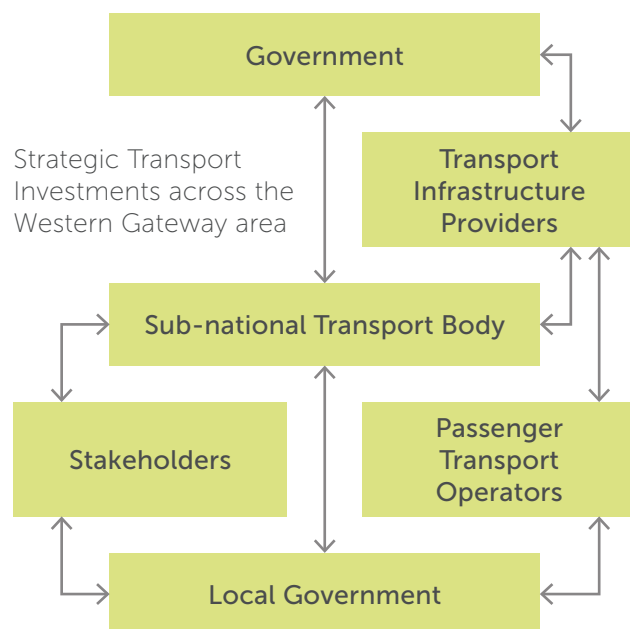 Government
Strategic Transport
Investments across the
Western Gateway area
Transport
Infrastructure
Providers
Sub-national Transport Body
Stakeholders
Passenger
Transport
Operators
Local Government